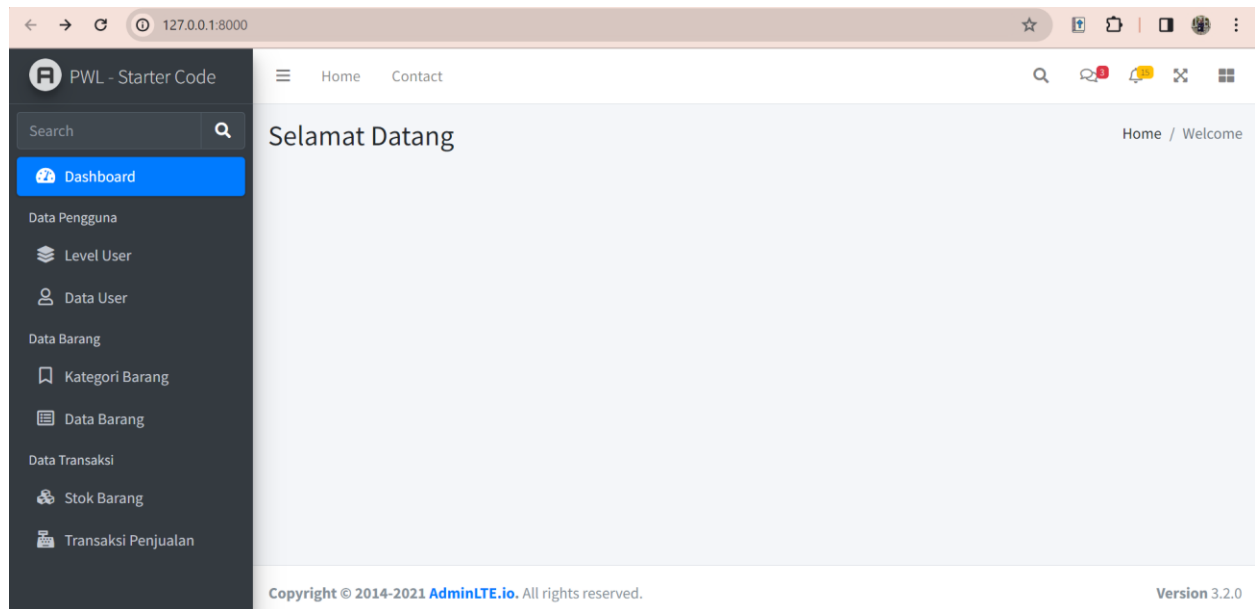 127.0.0.1:8000
PWL - Starter Code
Home Contact
3 15
Search
Selamat Datang
Home / Welcome
Dashboard
Data Pengguna
Level User
Data User
Data Barang
Kategori Barang
Data Barang
Data Transaksi
Stok Barang
Transaksi Penjualan
Copyright © 2014-2021 AdminLTE.io. All rights reserved.
Version 3.2.0